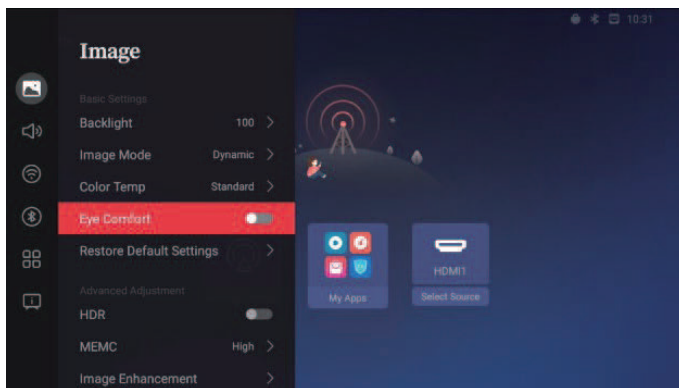 10:31
Image
Basic Settings
Backlight 100
Image Mode Dynamic
Color Temp Standard
Eye Comfort
Restore Default Settings
Advanced Adjustment
HDR
MEMC High
Image Enhancement
HDMI1
My Apps
Select Source